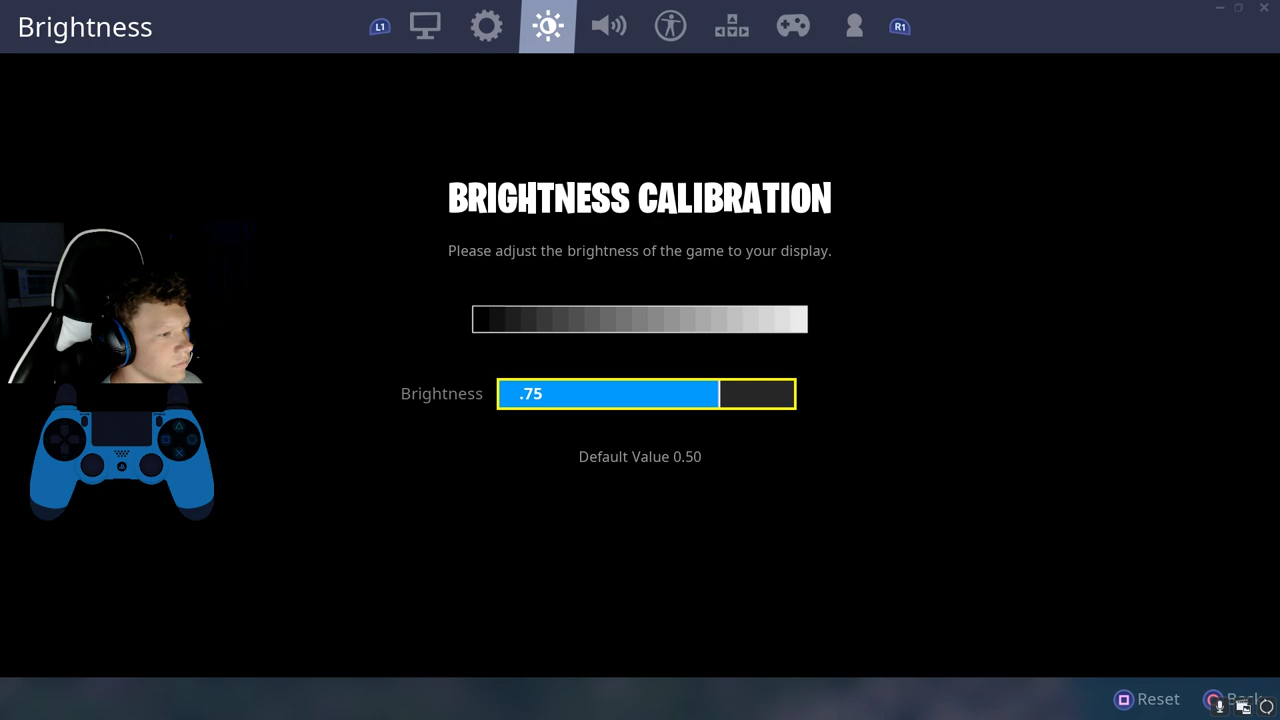 Brightness
L1
R1
BRIGHTNESS CALIBRATION
Please adjust the brightness of the game to your display.
Brightness .75
Default Value 0.50
Reset
Back